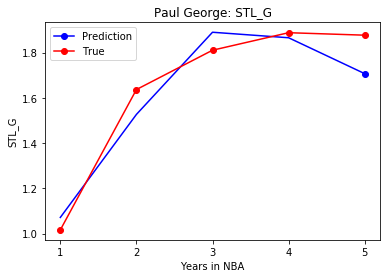 Paul George: STL_G
Prediction
True
STL_G
1.8
1.6
1.4
1.2
1.0
1 2 3 4 5
Years in NBA